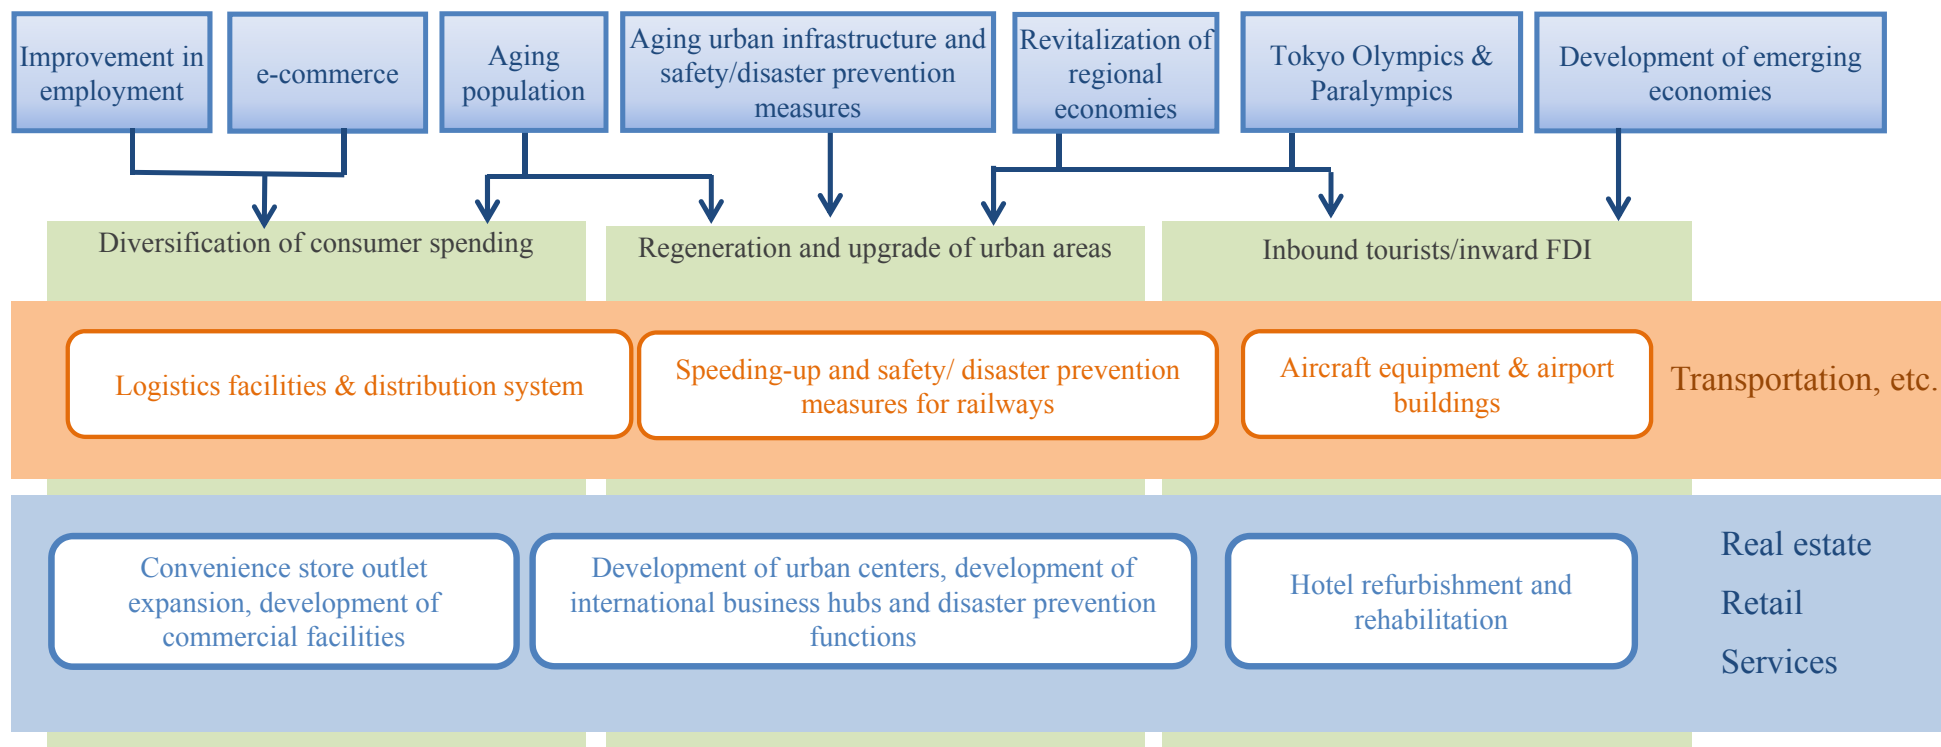 Improvement in
employment
e-commerce
Aging
population
Aging urban infrastructure and
safety/disaster prevention
measures
Revitalization of
regional
economies
Tokyo Olympics &
Paralympics
Development of emerging
economies
Diversification of consumer spending
Regeneration and upgrade of urban areas
Inbound tourists/inward FDI
Logistics facilities & distribution system
Speeding-up and safety/ disaster prevention
measures for railways
Aircraft equipment & airport
buildings
Transportation, etc.
Convenience store outlet
expansion, development of
commercial facilities
Development of urban centers, development of
international business hubs and disaster prevention
functions
Hotel refurbishment and
rehabilitation
Real estate
Retail
Services